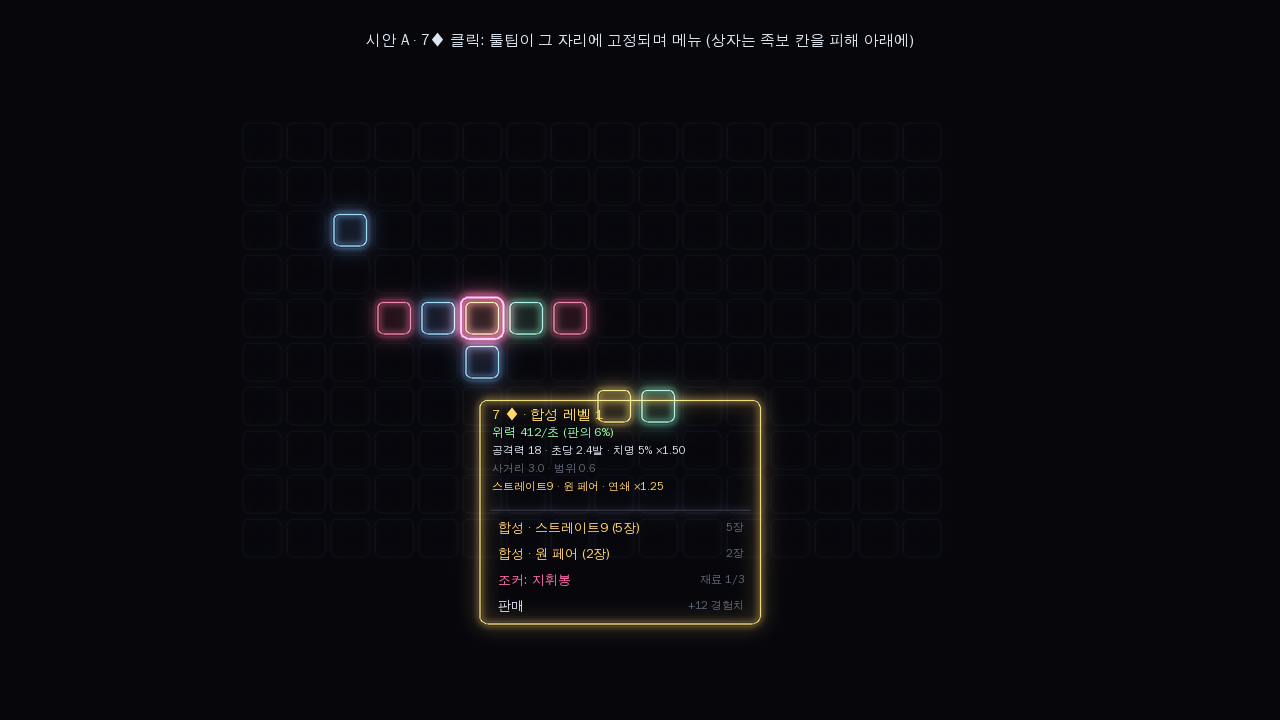 시안 A · 7♦ 클릭: 툴팁이 그 자리에 고정되며 메뉴 (상자는 족보 칸을 피해 아래에)
7 ♦ · 합성 레벨 1
위력 412/초 (판의 6%)
공격력 18 · 초당 2.4발 · 치명 5% ×1.50
사거리 3.0 · 범위 0.6
스트레이트9 · 원 페어 · 연쇄 ×1.25
합성 · 스트레이트9 (5장) 5장
합성 · 원 페어 (2장) 2장
조커: 지휘봉 재료 1/3
판매 +12 경험치